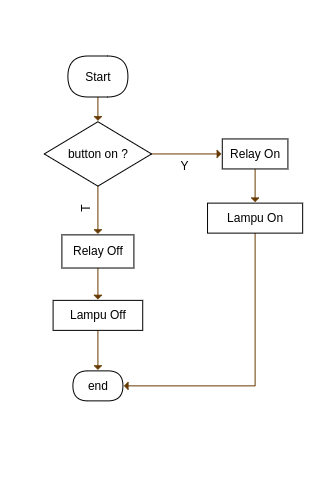 Start
button on ?
Y
Relay On
Lampu On
T
Relay Off
Lampu Off
end